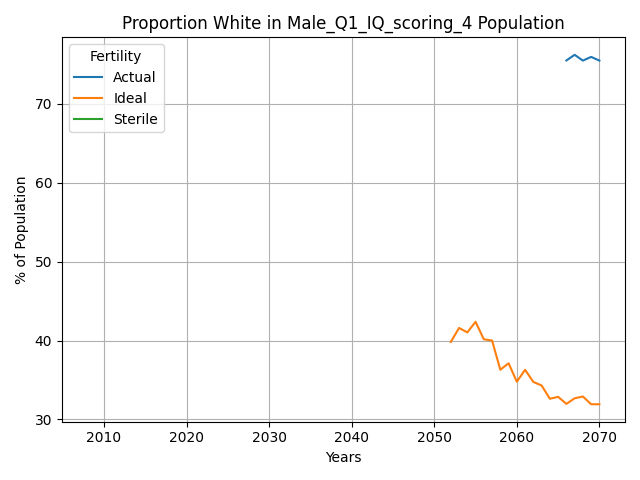 Proportion White in Male_Q1_IQ_scoring_4 Population
Fertility
Actual
Ideal
Sterile
% of Population
70
60
50
40
30
2010 2020 2030 2040 2050 2060 2070
Years